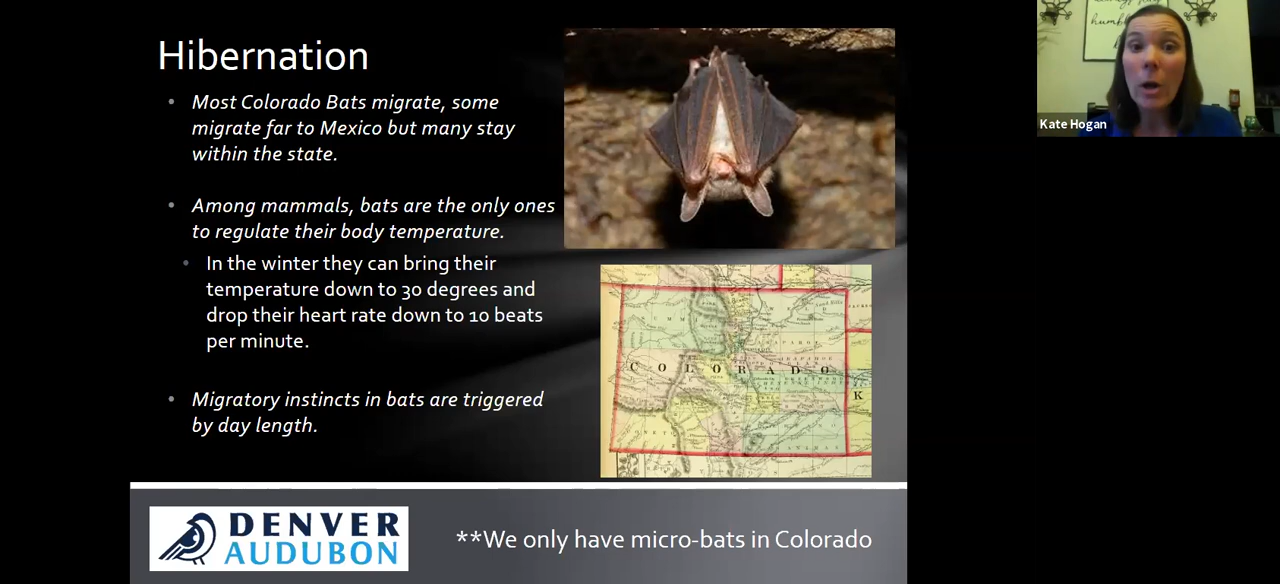 Hibernation
Most Colorado Bats migrate, some
migrate far to Mexico but many stay
within the state.
Among mammals, bats are the only ones
to regulate their body temperature.
In the winter they can bring their
temperature down to 30 degrees and
drop their heart rate down to 10 beats
per minute.
Migratory instincts in bats are triggered
by day length.
COLORADO
K
DENVER
AUDUBON
**We only have micro-bats in Colorado
humbl
Kate Hogan